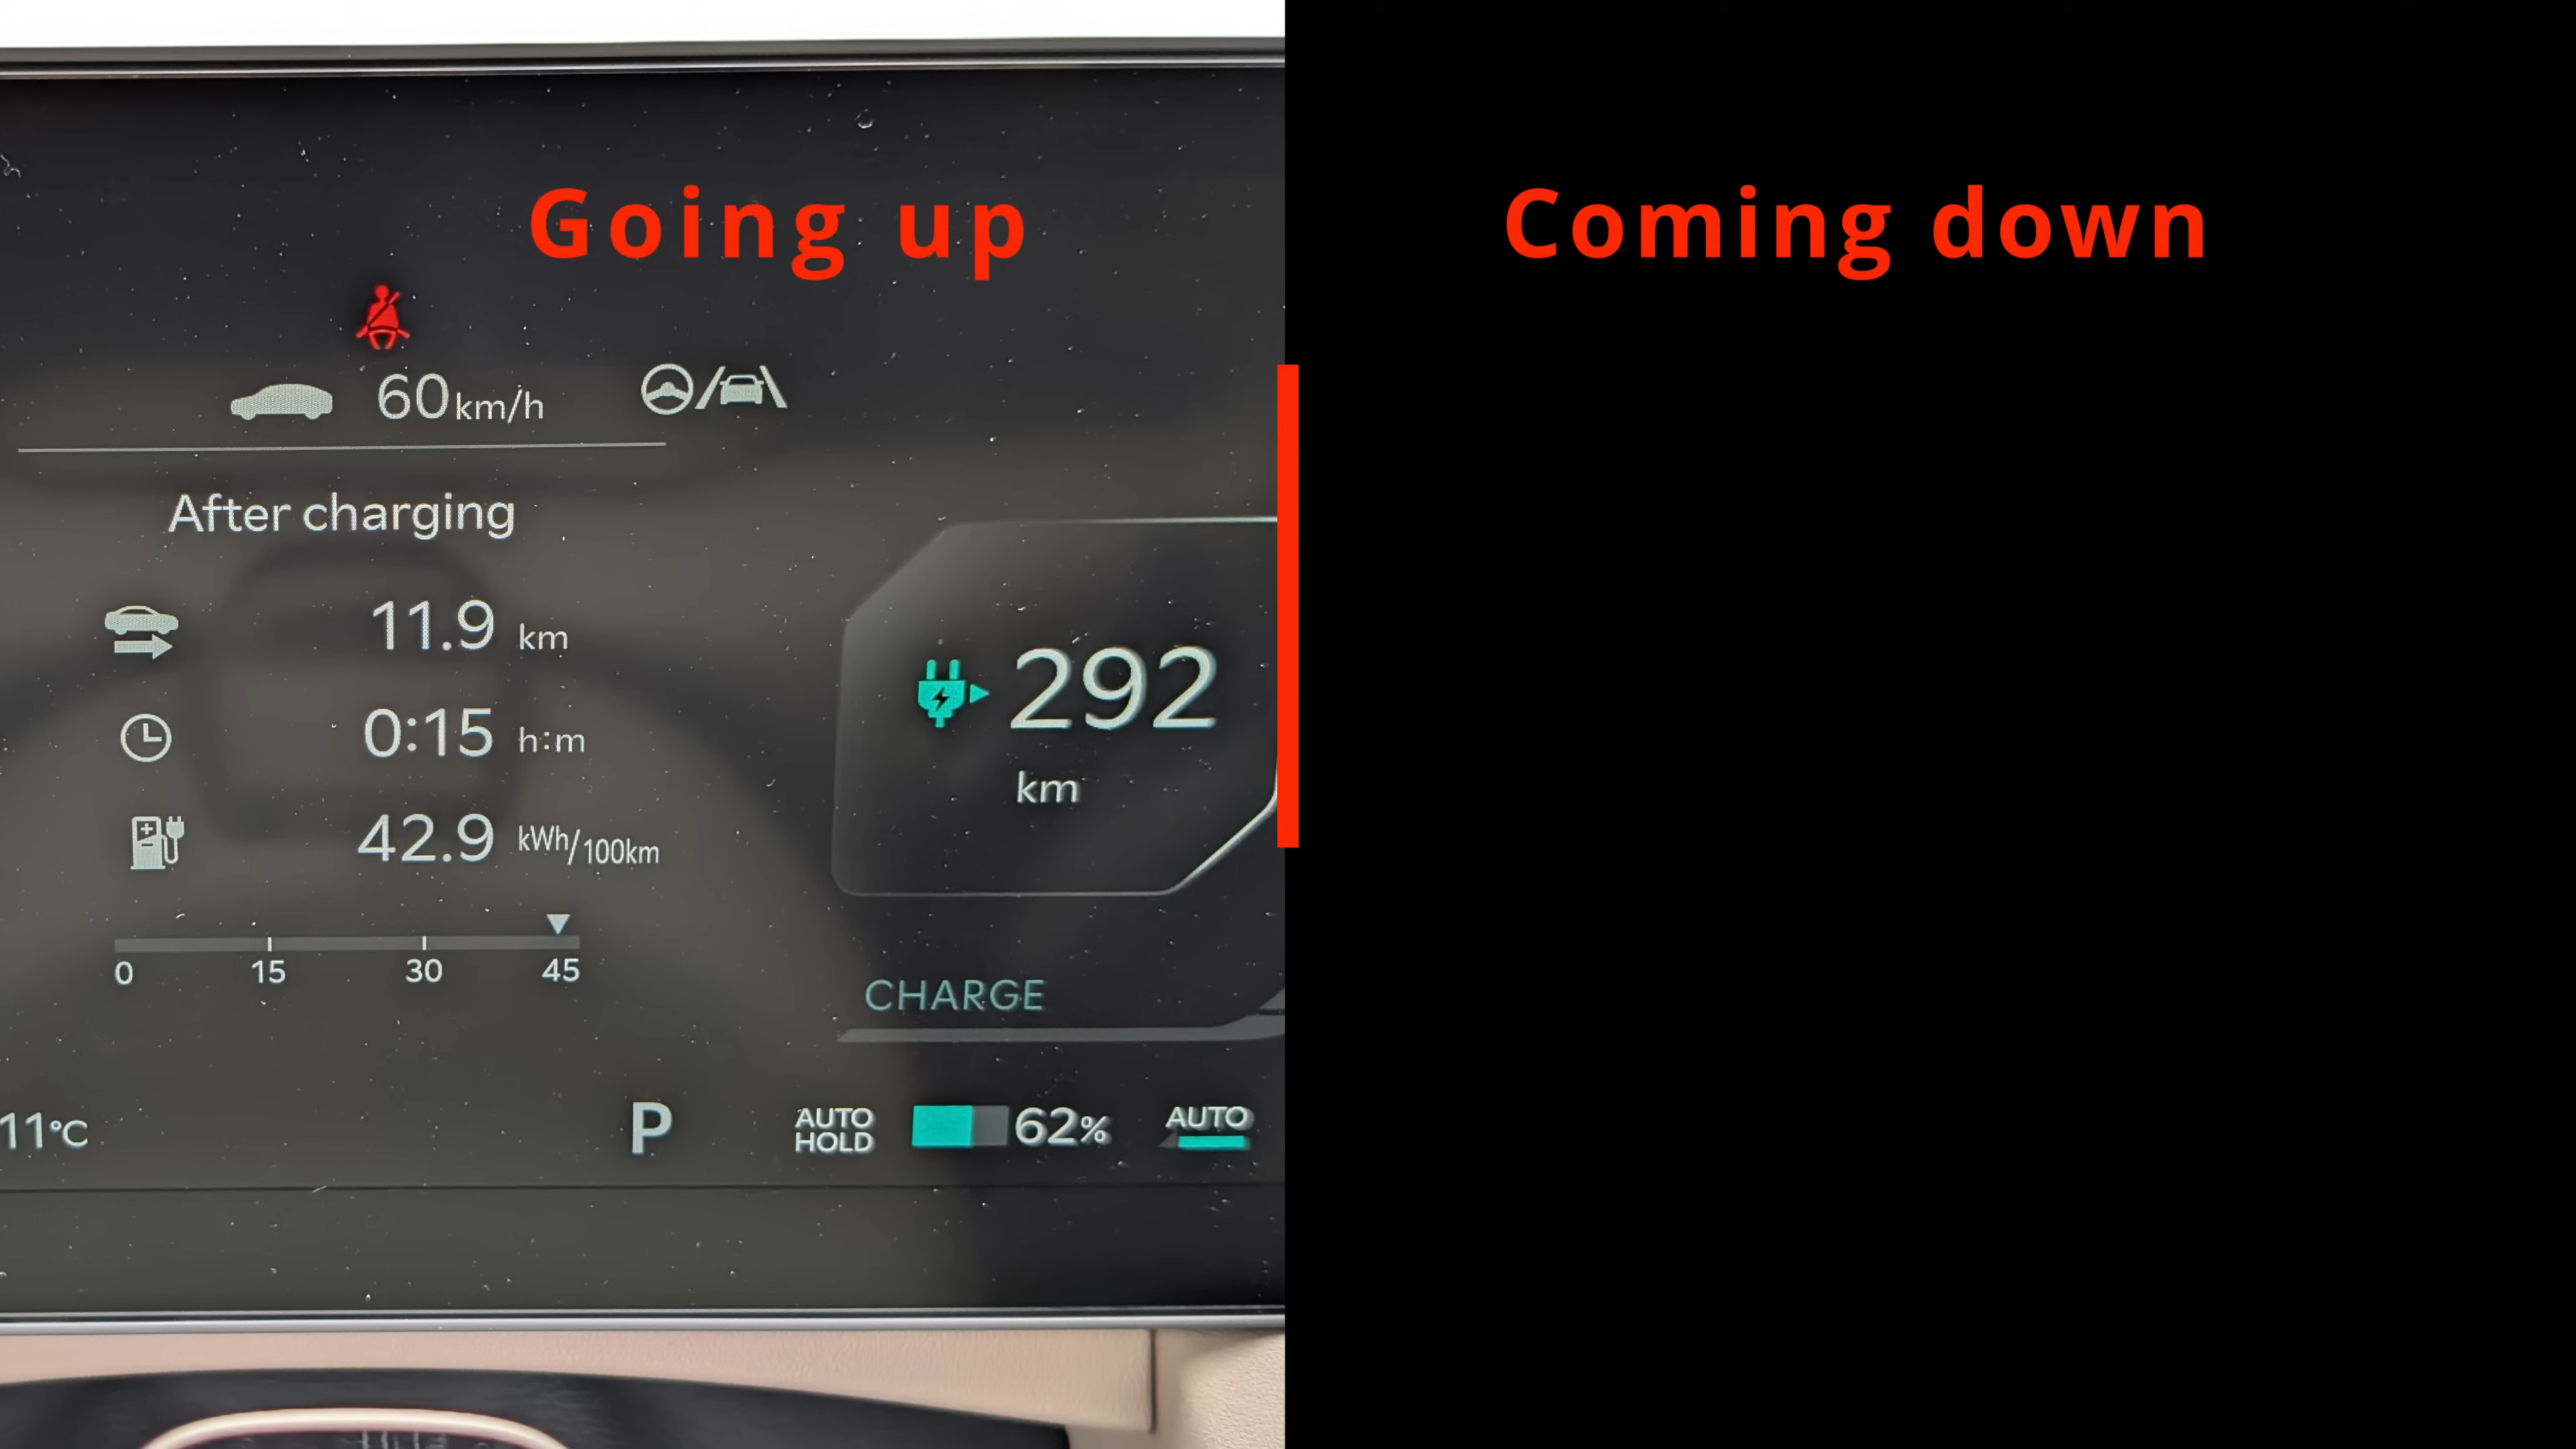 Going up
Coming down
60km/h
After charging
11.9 km
0:15 h:m
42.9 kWh/100km
0 15 30 45
292
km
CHARGE
11°C
P
AUTO HOLD
62%
AUTO